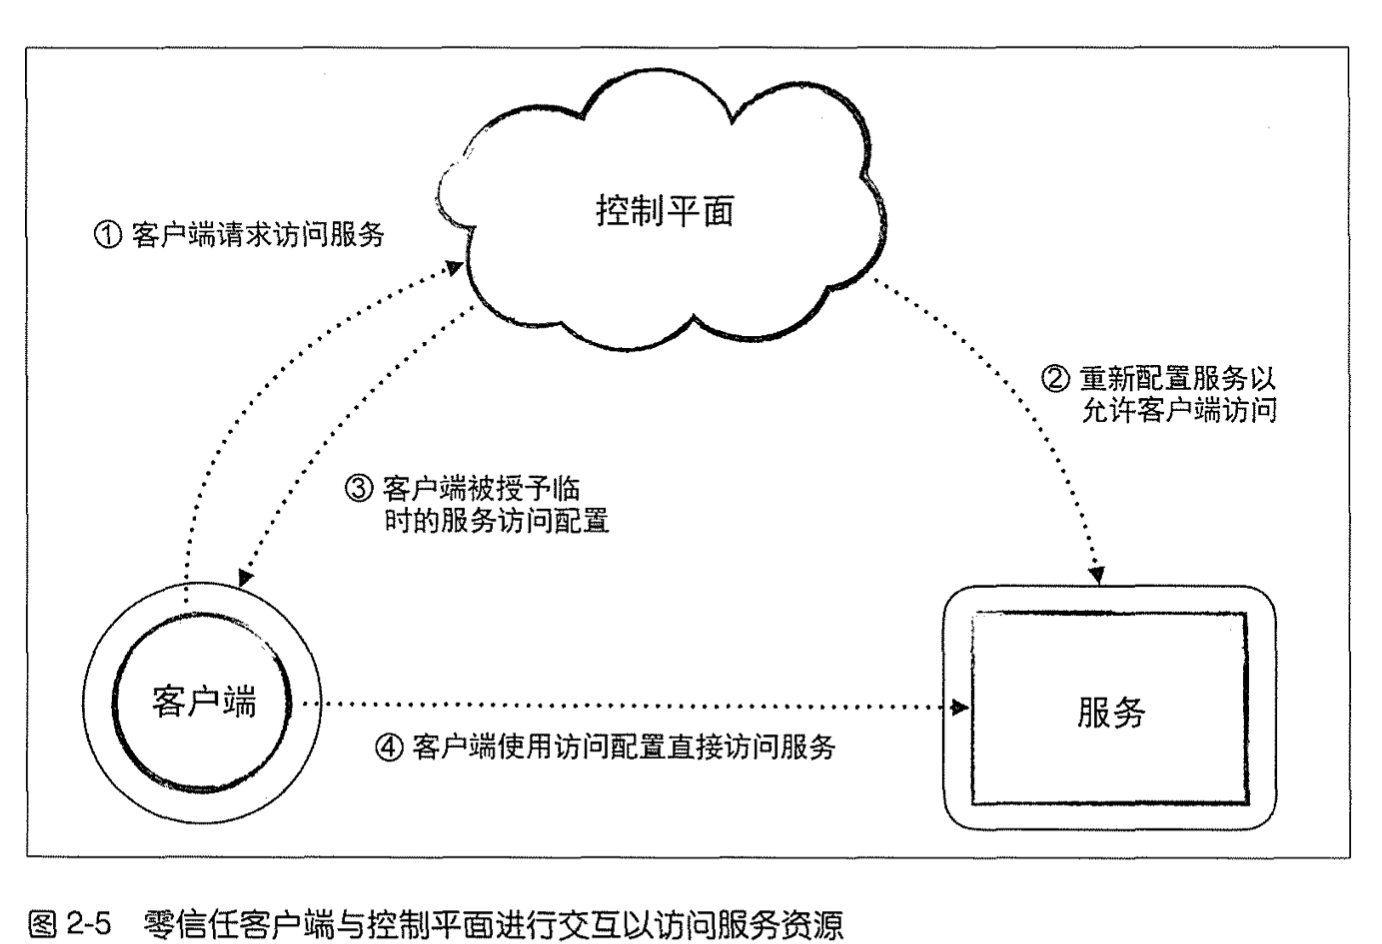 控制平面
① 客户端请求访问服务
② 重新配置服务以
允许客户端访问
③ 客户端被授予临
时的服务访问配置
客户端
服务
④ 客户端使用访问配置直接访问服务
图 2-5 零信任客户端与控制平面进行交互以访问服务资源